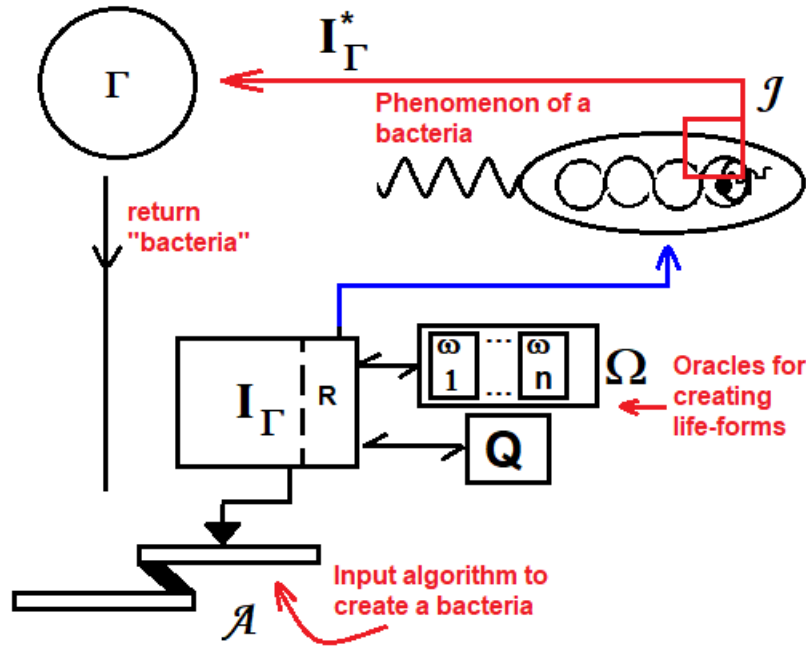 I*Γ
Γ
𝒥
Phenomenon of a
bacteria
return
"bacteria"
ω ... ω
1 ... n
Ω
IΓ
R
Oracles for
creating
life-forms
Q
Input algorithm to
create a bacteria
𝒜